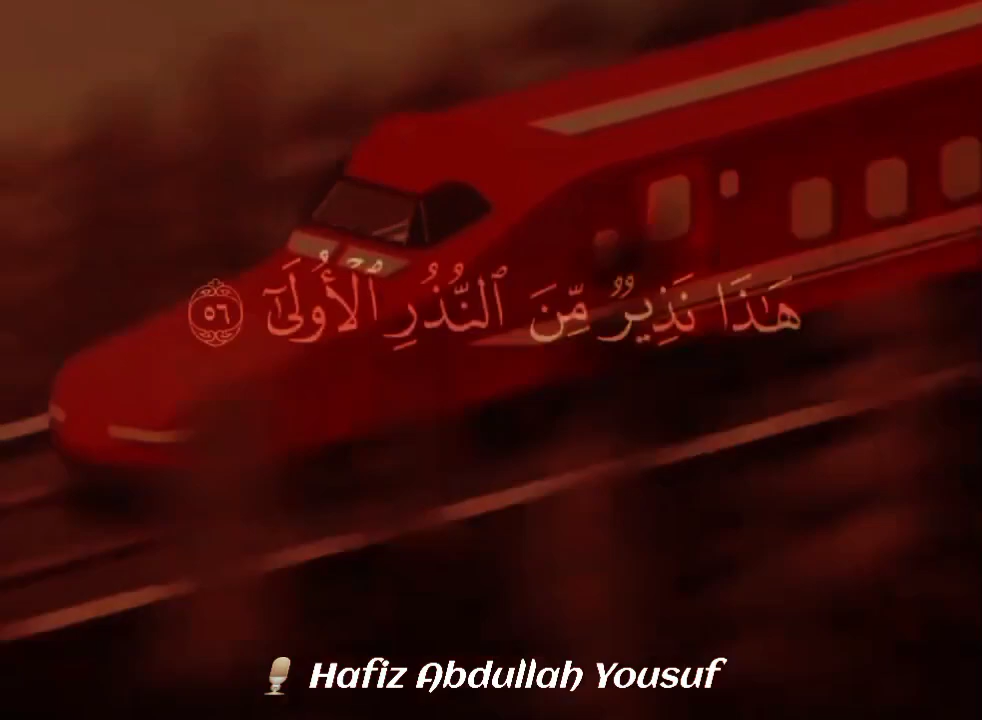 هَـٰذَا نَذِيرٌ مِّنَ ٱلنُّذُرِ ٱلْأُولَىٰٓ ٥٦
Hafiz Abdullah Yousuf